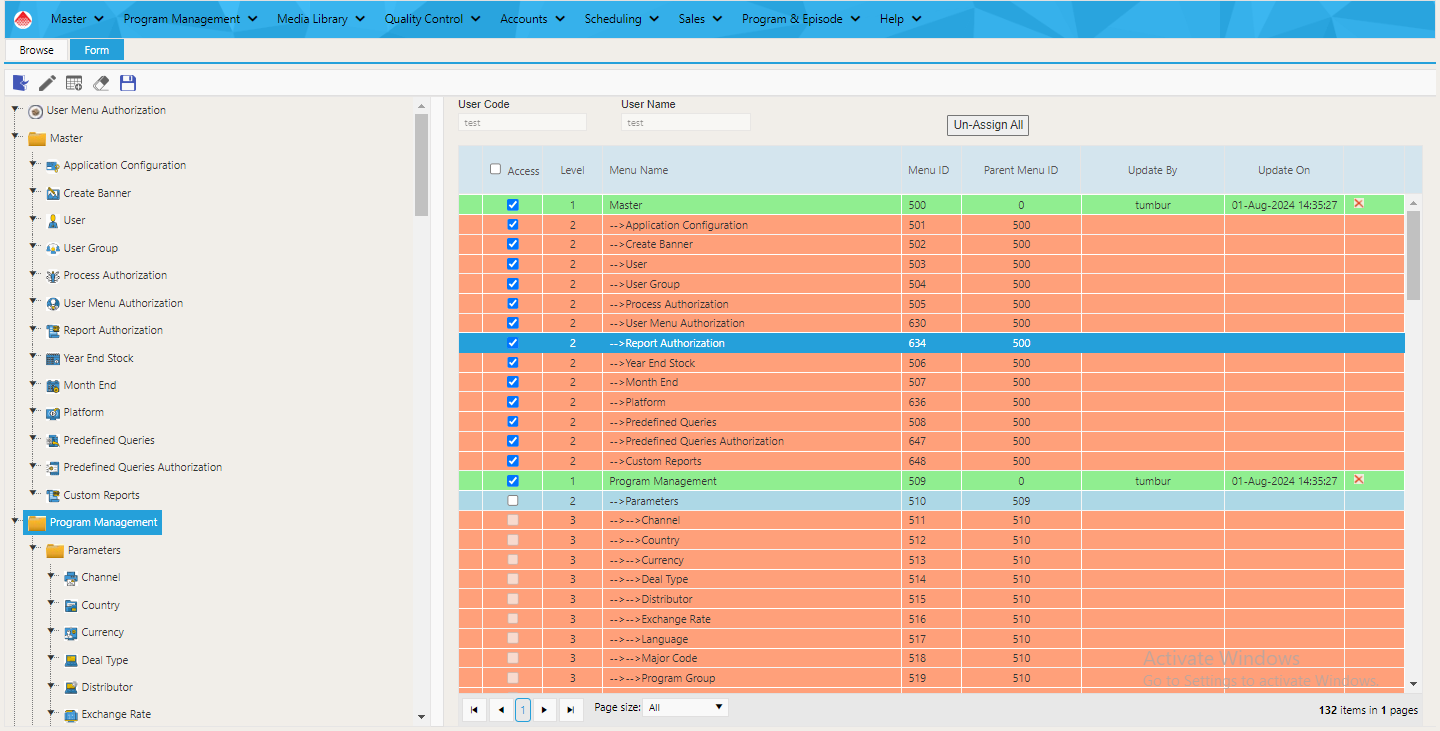 Master Program Management Media Library Quality Control Accounts Scheduling Sales Program & Episode Help
Browse Form
User Menu Authorization
Master
Application Configuration
Create Banner
User
User Group
Process Authorization
User Menu Authorization
Report Authorization
Year End Stock
Month End
Platform
Predefined Queries
Predefined Queries Authorization
Custom Reports
Program Management
Parameters
Channel
Country
Currency
Deal Type
Distributor
Exchange Rate
User Code User Name
test test
Un-Assign All
Access Level Menu Name Menu ID Parent Menu ID Update By Update On
1 Master 500 0 tumbur 01-Aug-2024 14:35:27
2 -->Application Configuration 501 500
2 -->Create Banner 502 500
2 -->User 503 500
2 -->User Group 504 500
2 -->Process Authorization 505 500
2 -->User Menu Authorization 630 500
2 -->Report Authorization 634 500
2 -->Year End Stock 506 500
2 -->Month End 507 500
2 -->Platform 636 500
2 -->Predefined Queries 508 500
2 -->Predefined Queries Authorization 647 500
2 -->Custom Reports 648 500
1 Program Management 509 0 tumbur 01-Aug-2024 14:35:27
2 -->Parameters 510 509
3 -->-->Channel 511 510
3 -->-->Country 512 510
3 -->-->Currency 513 510
3 -->-->Deal Type 514 510
3 -->-->Distributor 515 510
3 -->-->Exchange Rate 516 510
3 -->-->Language 517 510
3 -->-->Major Code 518 510
3 -->-->Program Group 519 510
Activate Windows
Go to Settings to activate Windows.
1 Page size: All 132 items in 1 pages